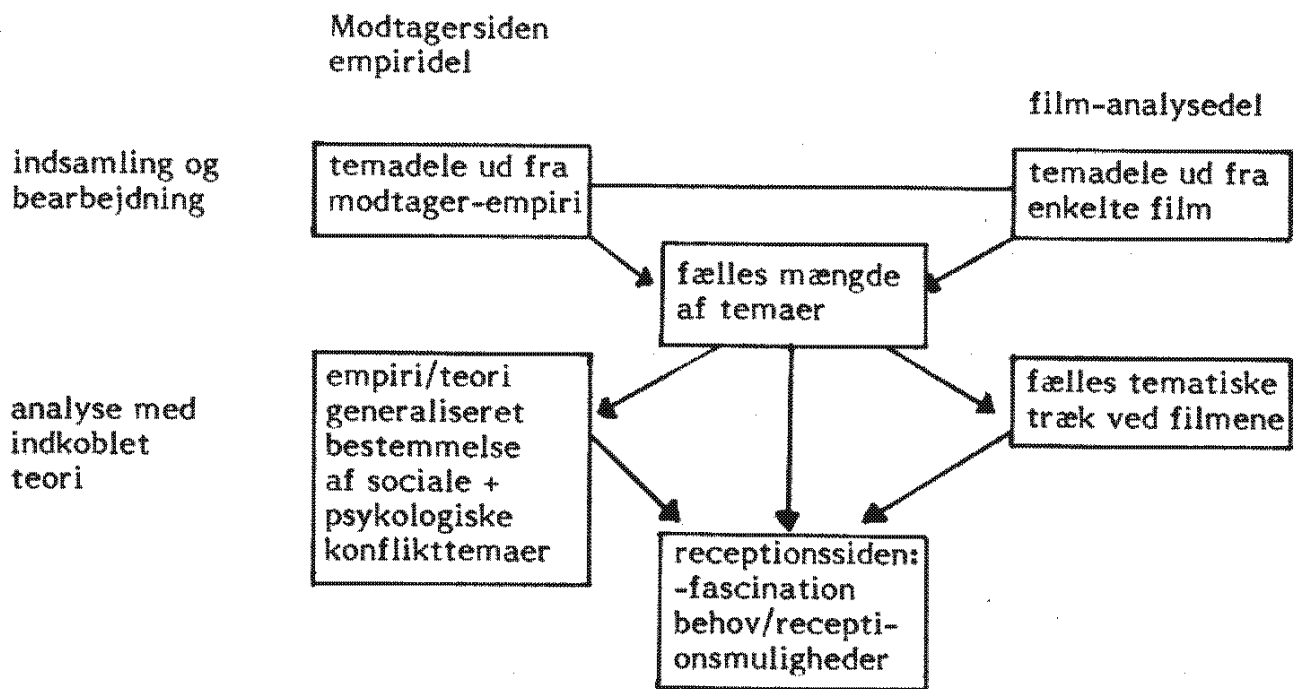 Modtagersiden
empiridel
film-analysedel
indsamling og
bearbejdning
temadele ud fra
modtager-empiri
temadele ud fra
enkelte film
fælles mængde
af temaer
analyse med
indkoblet
teori
empiri/teori
generaliseret
bestemmelse
af sociale +
psykologiske
konflikttemaer
fælles tematiske
træk ved filmene
receptionssiden:
-fascination
behov/recepti-
onsmuligheder